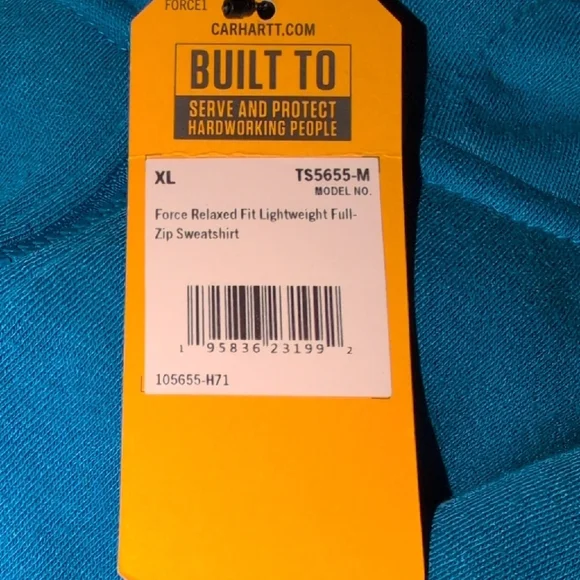 FORCE1
CARHARTT.COM
BUILT TO
SERVE AND PROTECT
HARDWORKING PEOPLE
XL TS5655-M
MODEL NO.
Force Relaxed Fit Lightweight Full-
Zip Sweatshirt
1 95836 23199 2
105655-H71